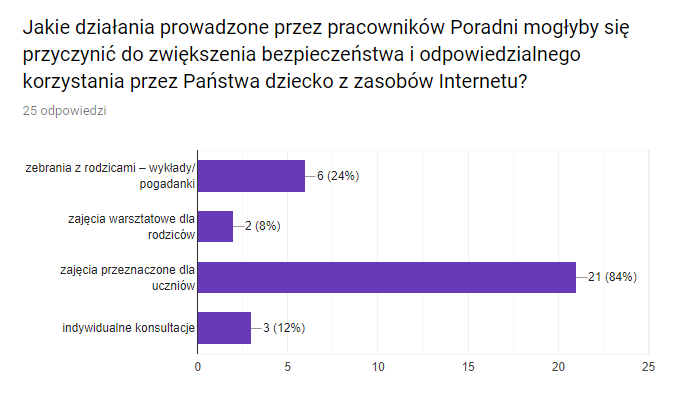 Jakie działania prowadzone przez pracowników Poradni mogłyby się
przyczynić do zwiększenia bezpieczeństwa i odpowiedzialnego
korzystania przez Państwa dziecko z zasobów Internetu?
25 odpowiedzi
zebrania z rodzicami – wykłady/
pogadanki
6 (24%)
zajęcia warsztatowe dla
rodziców
2 (8%)
zajęcia przeznaczone dla
uczniów
21 (84%)
indywidualne konsultacje
3 (12%)
0 5 10 15 20 25